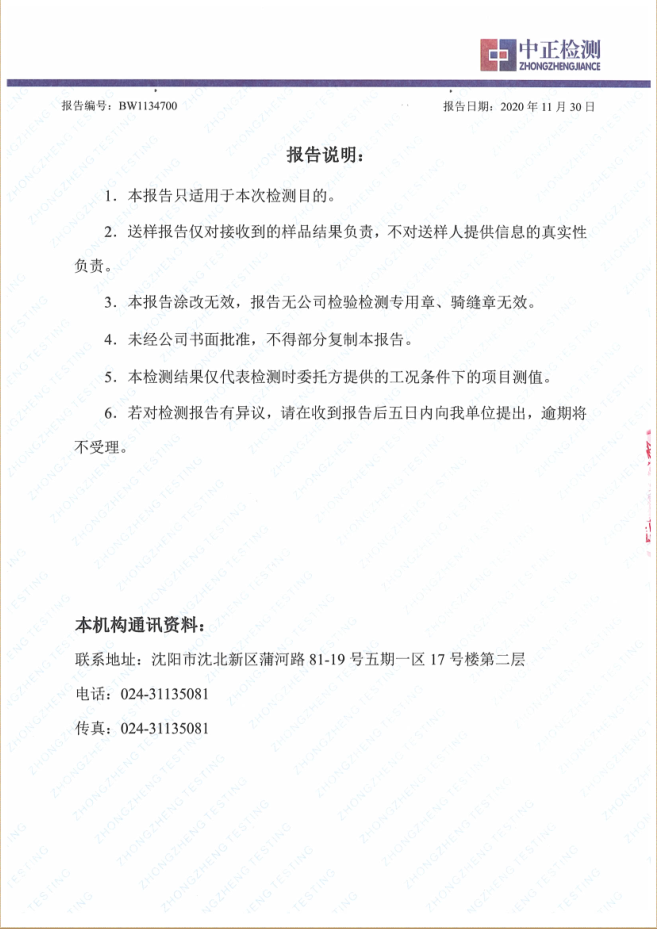 中正检测
ZHONGZHENGJIANCE
报告编号：BW1134700
报告日期：2020 年 11 月 30 日
报告说明：
1．本报告只适用于本次检测目的。
2．送样报告仅对接收到的样品结果负责，不对送样人提供信息的真实性
负责。
3．本报告涂改无效，报告无公司检验检测专用章、骑缝章无效。
4．未经公司书面批准，不得部分复制本报告。
5．本检测结果仅代表检测时委托方提供的工况条件下的项目测值。
6．若对检测报告有异议，请在收到报告后五日内向我单位提出，逾期将
不受理。
本机构通讯资料：
联系地址：沈阳市沈北新区蒲河路 81-19 号五期一区 17 号楼第二层
电话：024-31135081
传真：024-31135081
ZHONGZHENG TESTING